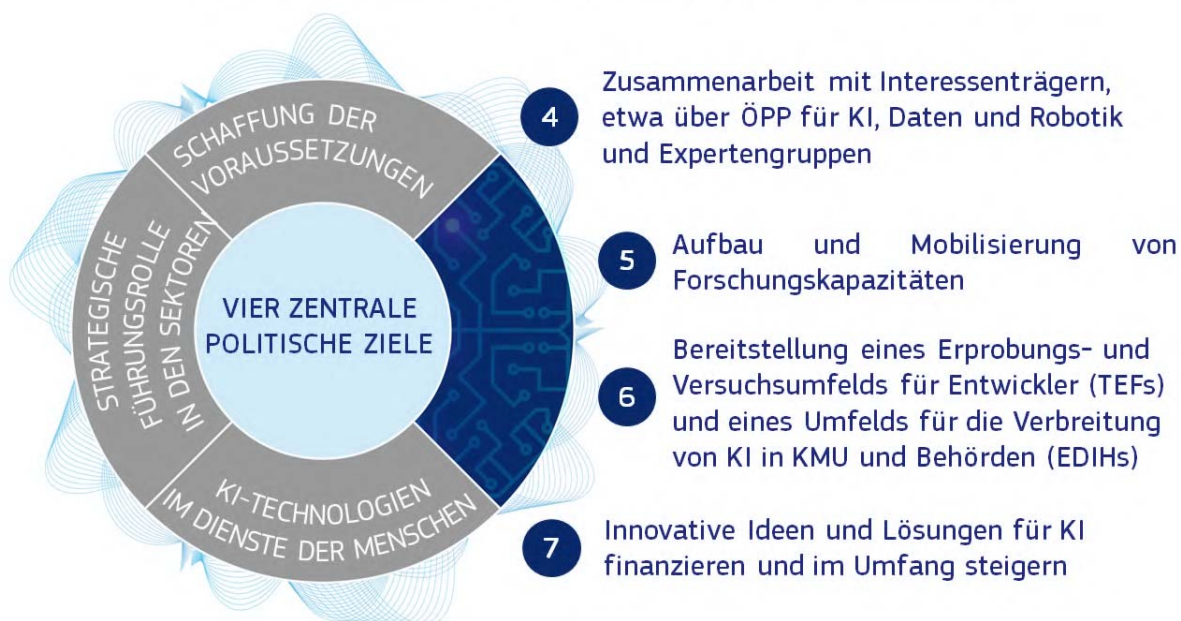 SCHAFFUNG DER
VORAUSSETZUNGEN
STRATEGISCHE
FÜHRUNGSROLLE
IN DEN SEKTOREN
VIER ZENTRALE
POLITISCHE ZIELE
KI-TECHNOLOGIEN
IM DIENSTE DER MENSCHEN
4
Zusammenarbeit mit Interessenträgern,
etwa über ÖPP für KI, Daten und Robotik
und Expertengruppen
5
Aufbau und Mobilisierung von
Forschungskapazitäten
6
Bereitstellung eines Erprobungs- und
Versuchsumfelds für Entwickler (TEFs)
und eines Umfelds für die Verbreitung
von KI in KMU und Behörden (EDIHs)
7
Innovative Ideen und Lösungen für KI
finanzieren und im Umfang steigern